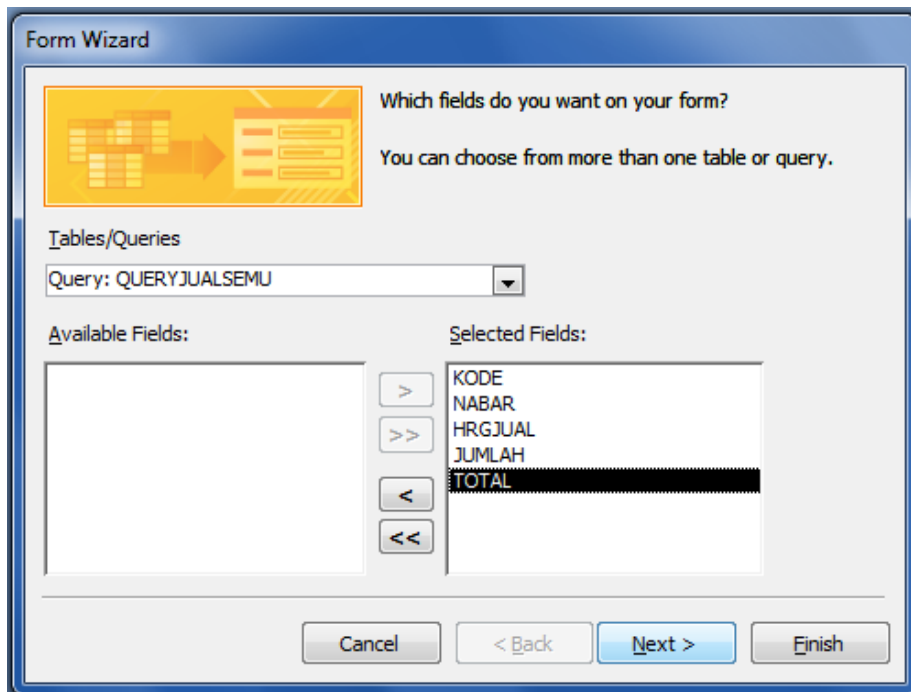 Form Wizard
Which fields do you want on your form?
You can choose from more than one table or query.
Tables/Queries
Query: QUERYJUALSEMU
Available Fields:
Selected Fields:
KODE
NABAR
HRGJUAL
JUMLAH
TOTAL
>
>>
<
<<
Cancel
< Back
Next >
Finish